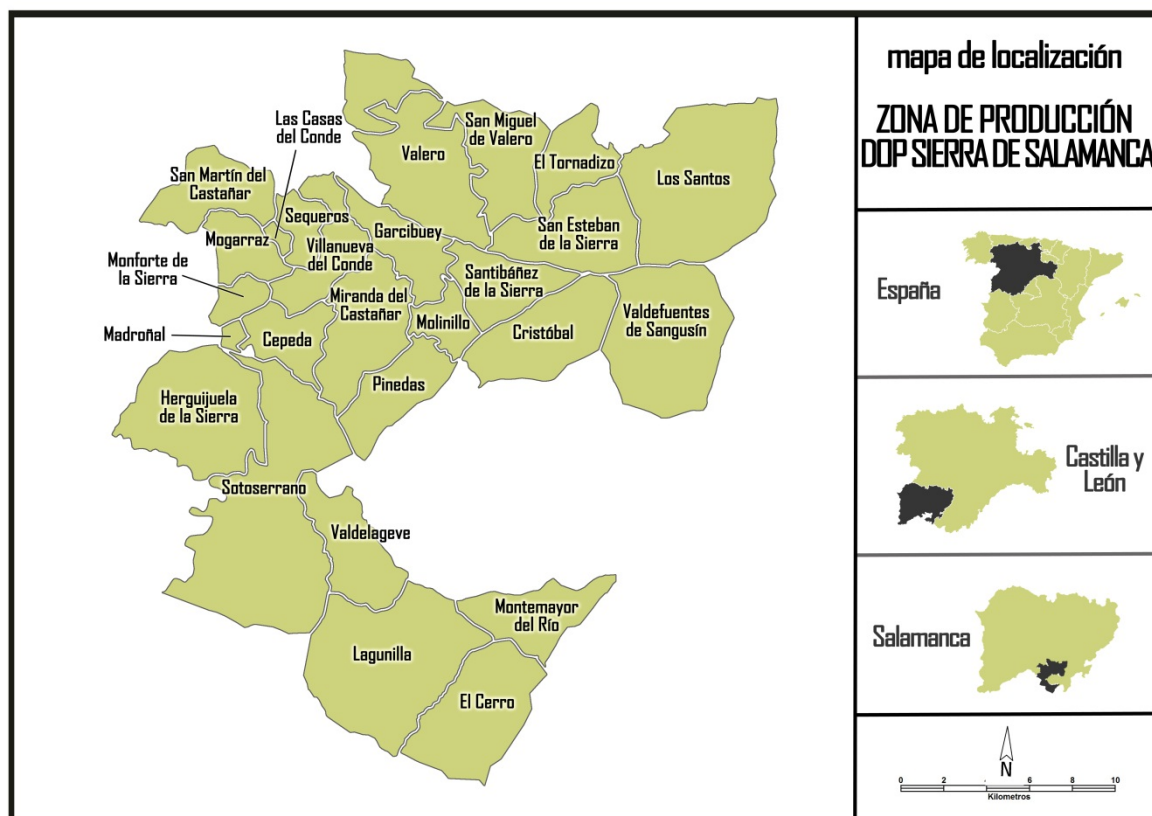 mapa de localización
ZONA DE PRODUCCIÓN
DOP SIERRA DE SALAMANCA
Las Casas
del Conde
San Miguel
de Valero
Valero
El Tornadizo
San Martín del
Castañar
Los Santos
Sequeros
Garcibuey
San Esteban
de la Sierra
Mogarraz
Villanueva
del Conde
Monforte de
la Sierra
Santibáñez
de la Sierra
Miranda del
Castañar
Valdefuentes
de Sangusín
Molinillo
Madroñal
Cepeda
Cristóbal
Pinedas
Herguijuela
de la Sierra
Sotoserrano
Valdelageve
Montemayor
del Río
Lagunilla
El Cerro
España
Castilla y
León
Salamanca
N
0 2 4 6 8 10
Kilometros